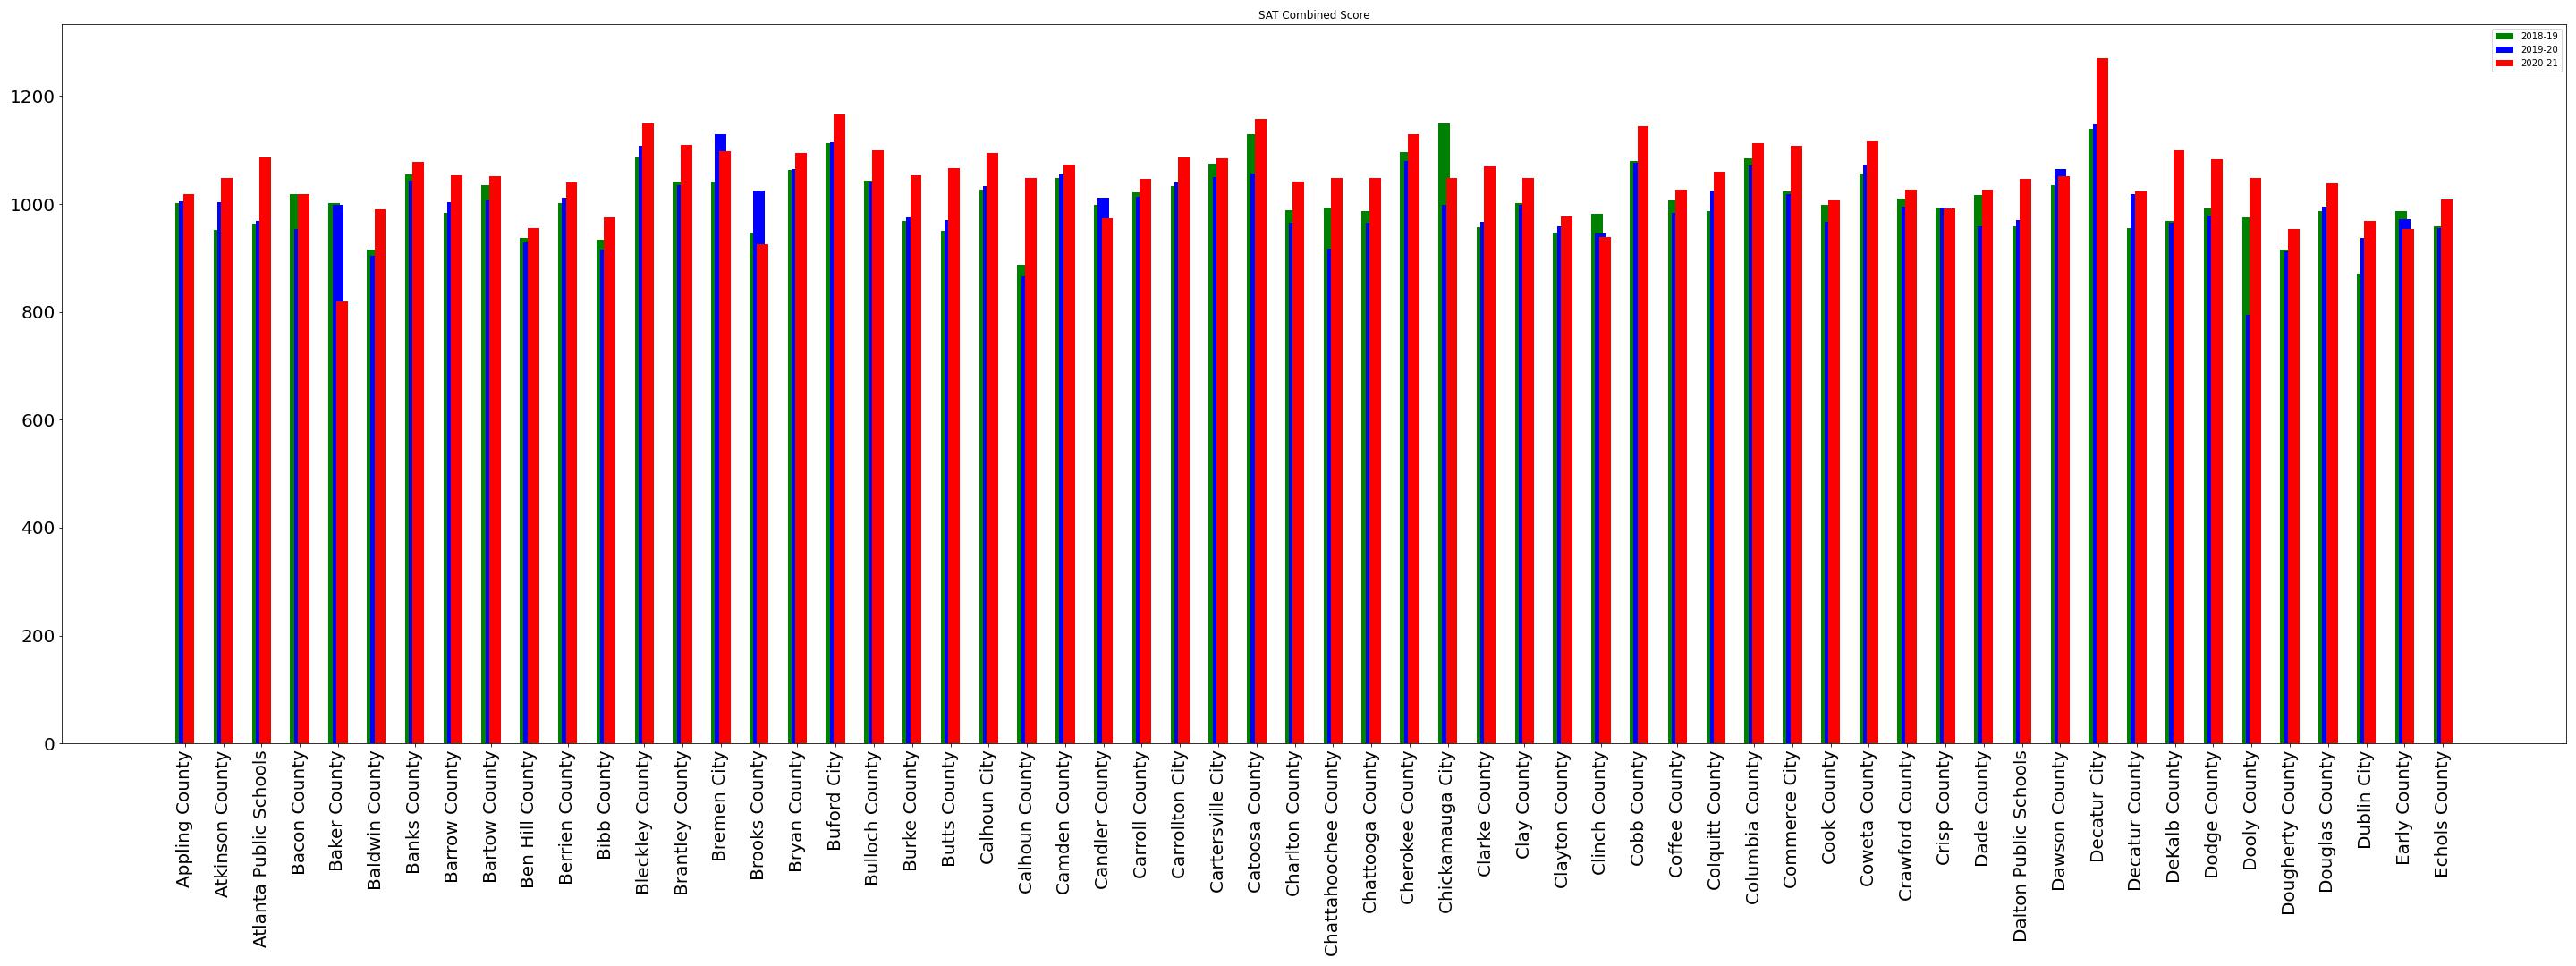 SAT Combined Score
2018-19
2019-20
2020-21
1200
1000
800
600
400
200
0
Appling County
Atkinson County
Atlanta Public Schools
Bacon County
Baker County
Baldwin County
Banks County
Barrow County
Bartow County
Ben Hill County
Berrien County
Bibb County
Bleckley County
Brantley County
Bremen City
Brooks County
Bryan County
Buford City
Bulloch County
Burke County
Butts County
Calhoun City
Calhoun County
Camden County
Candler County
Carroll County
Carrollton City
Cartersville City
Catoosa County
Charlton County
Chattahoochee County
Chattooga County
Cherokee County
Chickamauga City
Clarke County
Clay County
Clayton County
Clinch County
Cobb County
Coffee County
Colquitt County
Columbia County
Commerce City
Cook County
Coweta County
Crawford County
Crisp County
Dade County
Dalton Public Schools
Dawson County
Decatur City
Decatur County
DeKalb County
Dodge County
Dooly County
Dougherty County
Douglas County
Dublin City
Early County
Echols County